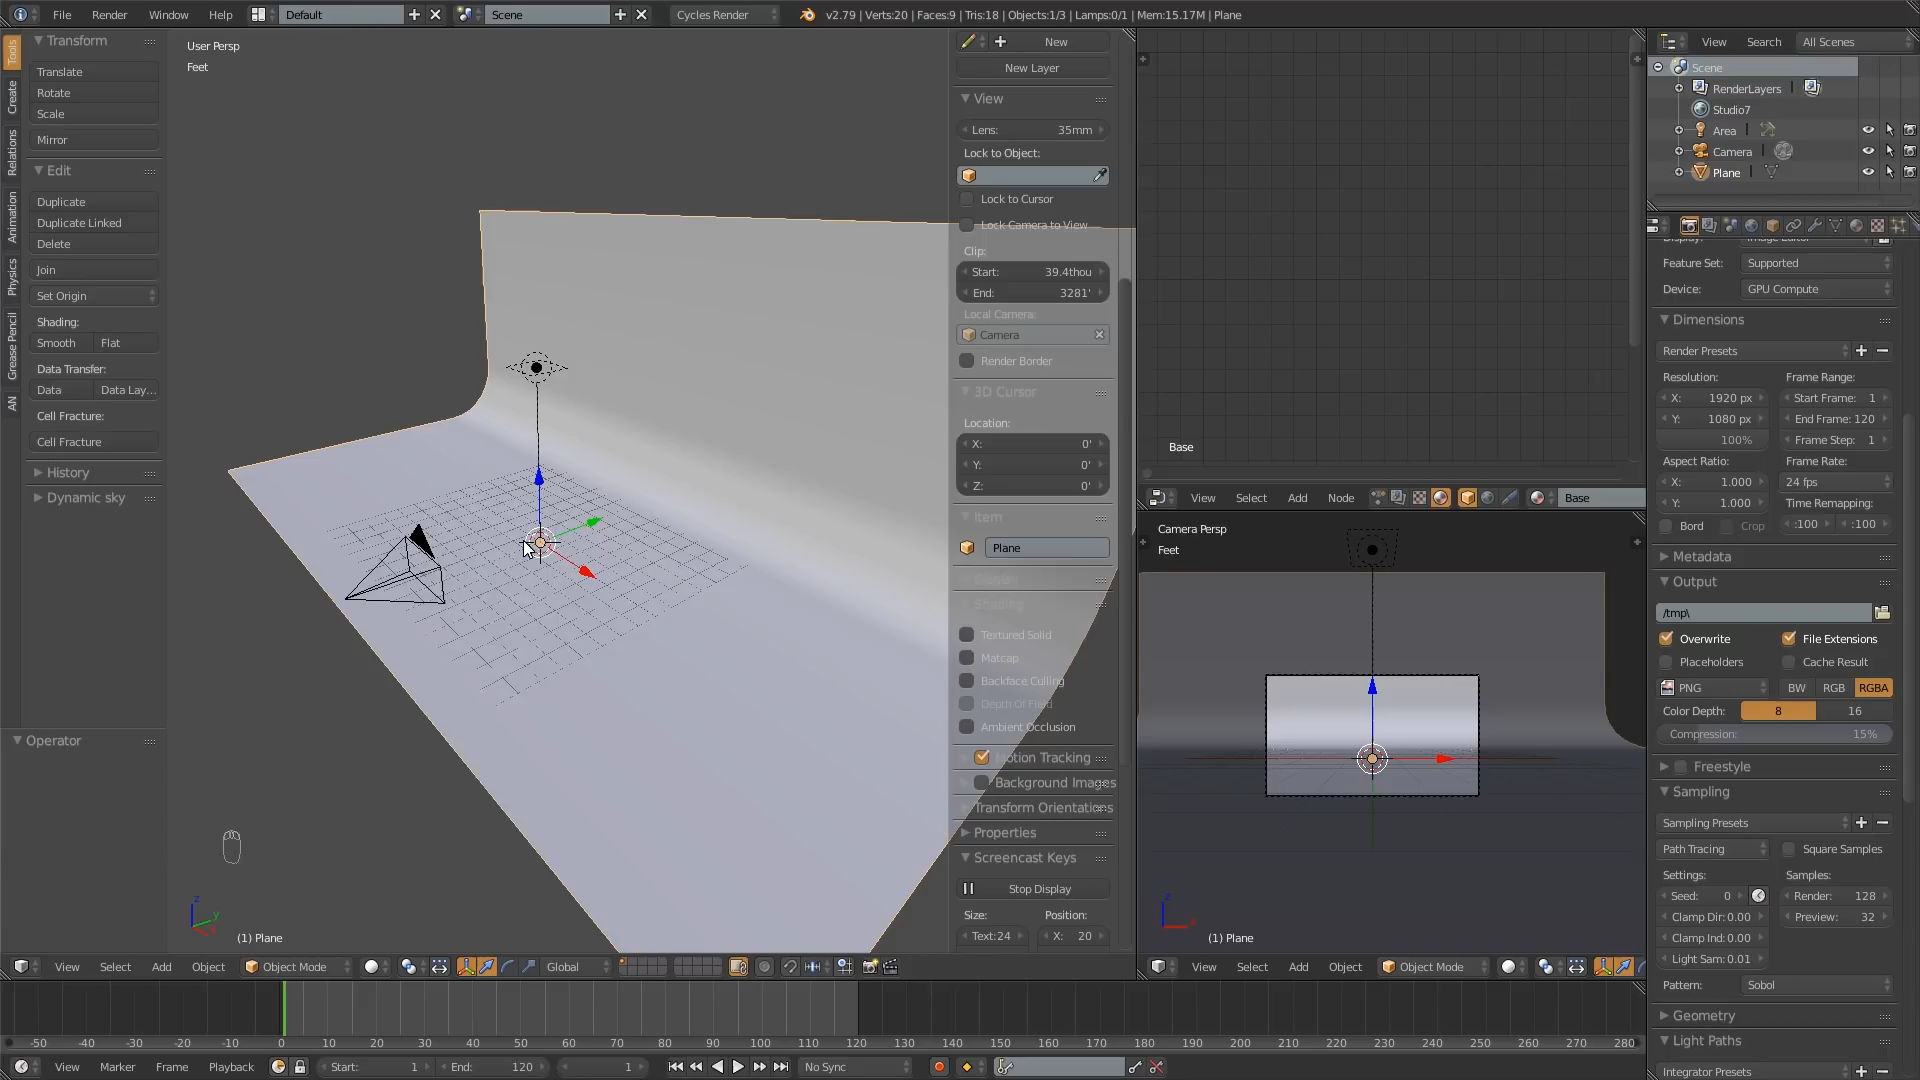 File Render Window Help Default Scene Cycles Render v2.79 | Verts:20 | Faces:9 | Tris:18 | Objects:1/3 | Lamps:0/1 | Mem:15.17M | Plane
Tools
Create
Relations
Animation
Physics
Grease Pencil
AN
Transform
Translate
Rotate
Scale
Mirror
Edit
Duplicate
Duplicate Linked
Delete
Join
Set Origin
Shading:
Smooth Flat
Data Transfer:
Data Data Lay...
Cell Fracture:
Cell Fracture
History
Dynamic sky
Operator
User Persp
Feet
(1) Plane
New
New Layer
View
Lens: 35mm
Lock to Object:
Lock to Cursor
Lock Camera to View
Clip:
Start: 39.4thou
End: 3281'
Local Camera:
Camera
Render Border
3D Cursor
Location:
X: 0'
Y: 0'
Z: 0'
Item
Plane
Shading
Textured Solid
Matcap
Backface Culling
Depth Of Field
Ambient Occlusion
Motion Tracking
Background Images
Transform Orientations
Properties
Screencast Keys
Stop Display
Size: Position:
Text:24 X: 20
View Select Add Object Object Mode Global
Base
View Select Add Node Base
Camera Persp
Feet
(1) Plane
View Select Add Object Object Mode
View Search All Scenes
Scene
RenderLayers
Studio7
Area
Camera
Plane
Feature Set: Supported
Device: GPU Compute
Dimensions
Render Presets
Resolution: Frame Range:
X: 1920 px Start Frame: 1
Y: 1080 px End Frame: 120
100% Frame Step: 1
Aspect Ratio: Frame Rate:
X: 1.000 24 fps
Y: 1.000 Time Remapping:
Bord Crop :100 :100
Metadata
Output
/tmp\
Overwrite File Extensions
Placeholders Cache Result
PNG BW RGB RGBA
Color Depth: 8 16
Compression: 15%
Freestyle
Sampling
Sampling Presets
Path Tracing Square Samples
Settings: Samples:
Seed: 0 Render: 128
Clamp Dir:0.00 Preview: 32
Clamp Ind:0.00
Light Sam:0.01
Pattern: Sobol
Geometry
Light Paths
Integrator Presets
-50 -40 -30 -20 -10 0 10 20 30 40 50 60 70 80 90 100 110 120 130 140 150 160 170 180 190 200 210 220 230 240 250 260 270 280
View Marker Frame Playback Start: 1 End: 120 1 No Sync